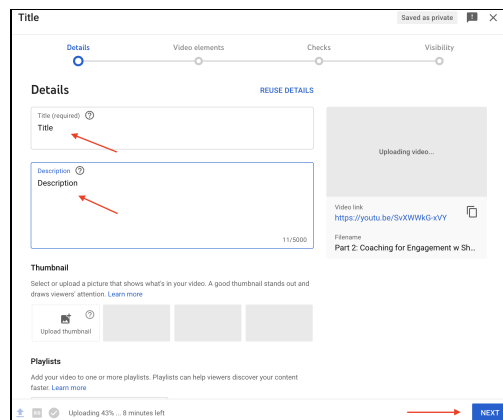 Title
Saved as private
Details
Video elements
Checks
Visibility
Details
REUSE DETAILS
Title (required)
Title
Description
Description
11/5000
Uploading video...
Video link
https://youtu.be/SvXWWkG-xVY
Filename
Part 2: Coaching for Engagement w Sh...
Thumbnail
Select or upload a picture that shows what's in your video. A good thumbnail stands out and
draws viewers' attention. Learn more
Upload thumbnail
Playlists
Add your video to one or more playlists. Playlists can help viewers discover your content
faster. Learn more
Uploading 43% ... 8 minutes left
NEXT